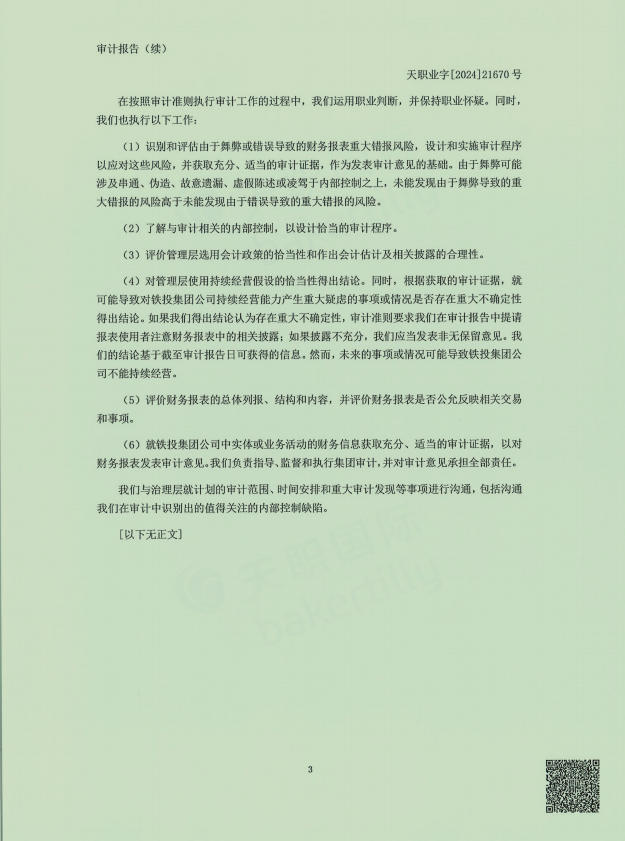 审计报告（续）
天职业字[2024]21670 号
在按照审计准则执行审计工作的过程中，我们运用职业判断，并保持职业怀疑。同时，
我们也执行以下工作：
（1）识别和评估由于舞弊或错误导致的财务报表重大错报风险，设计和实施审计程序
以应对这些风险，并获取充分、适当的审计证据，作为发表审计意见的基础。由于舞弊可能
涉及串通、伪造、故意遗漏、虚假陈述或凌驾于内部控制之上，未能发现由于舞弊导致的重
大错报的风险高于未能发现由于错误导致的重大错报的风险。
（2）了解与审计相关的内部控制，以设计恰当的审计程序。
（3）评价管理层选用会计政策的恰当性和作出会计估计及相关披露的合理性。
（4）对管理层使用持续经营假设的恰当性得出结论。同时，根据获取的审计证据，就
可能导致对铁投集团公司持续经营能力产生重大疑虑的事项或情况是否存在重大不确定性
得出结论。如果我们得出结论认为存在重大不确定性，审计准则要求我们在审计报告中提请
报表使用者注意财务报表中的相关披露；如果披露不充分，我们应当发表非无保留意见。我
们的结论基于截至审计报告日可获得的信息。然而，未来的事项或情况可能导致铁投集团公
司不能持续经营。
（5）评价财务报表的总体列报、结构和内容，并评价财务报表是否公允反映相关交易
和事项。
（6）就铁投集团公司中实体或业务活动的财务信息获取充分、适当的审计证据，以对
财务报表发表审计意见。我们负责指导、监督和执行集团审计，并对审计意见承担全部责任。
我们与治理层就计划的审计范围、时间安排和重大审计发现等事项进行沟通，包括沟通
我们在审计中识别出的值得关注的内部控制缺陷。
[以下无正文]
天职国际
bakertilly
3